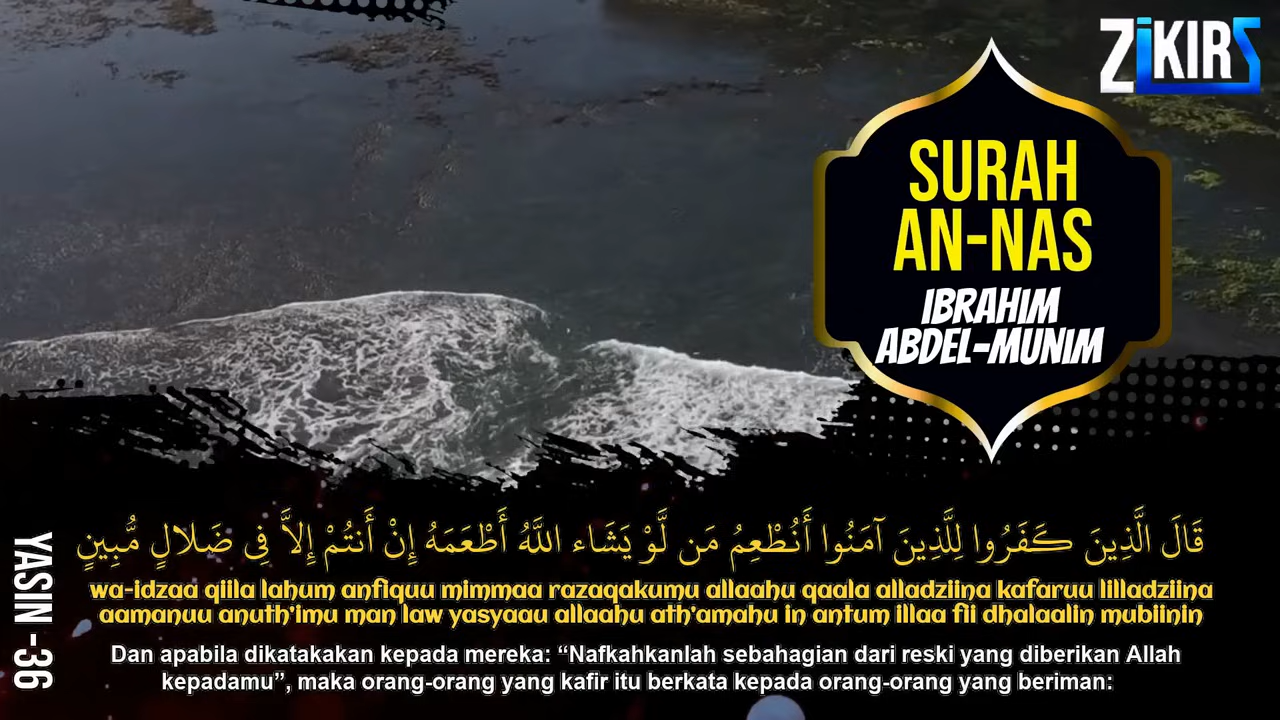 ZiKIRS
SURAH
AN-NAS
IBRAHIM
ABDEL-MUNIM
قَالَ الَّذِينَ كَفَرُوا لِلَّذِينَ آمَنُوا أَنُطْعِمُ مَن لَّوْ يَشَاء اللَّهُ أَطْعَمَهُ إِنْ أَنتُمْ إِلاَّ فِي ضَلالٍ مُّبِينٍ
wa-idzaa qiila lahum anfiquu mimmaa razaqakumu allaahu qaala alladziina kafaruu lilladziina
aamanuu anuth'imu man law yasyaau allaahu ath'amahu in antum illaa fii dhalaalin mubiinin
YASIN -36
Dan apabila dikatakakan kepada mereka: “Nafkahkanlah sebahagian dari reski yang diberikan Allah
kepadamu”, maka orang-orang yang kafir itu berkata kepada orang-orang yang beriman: